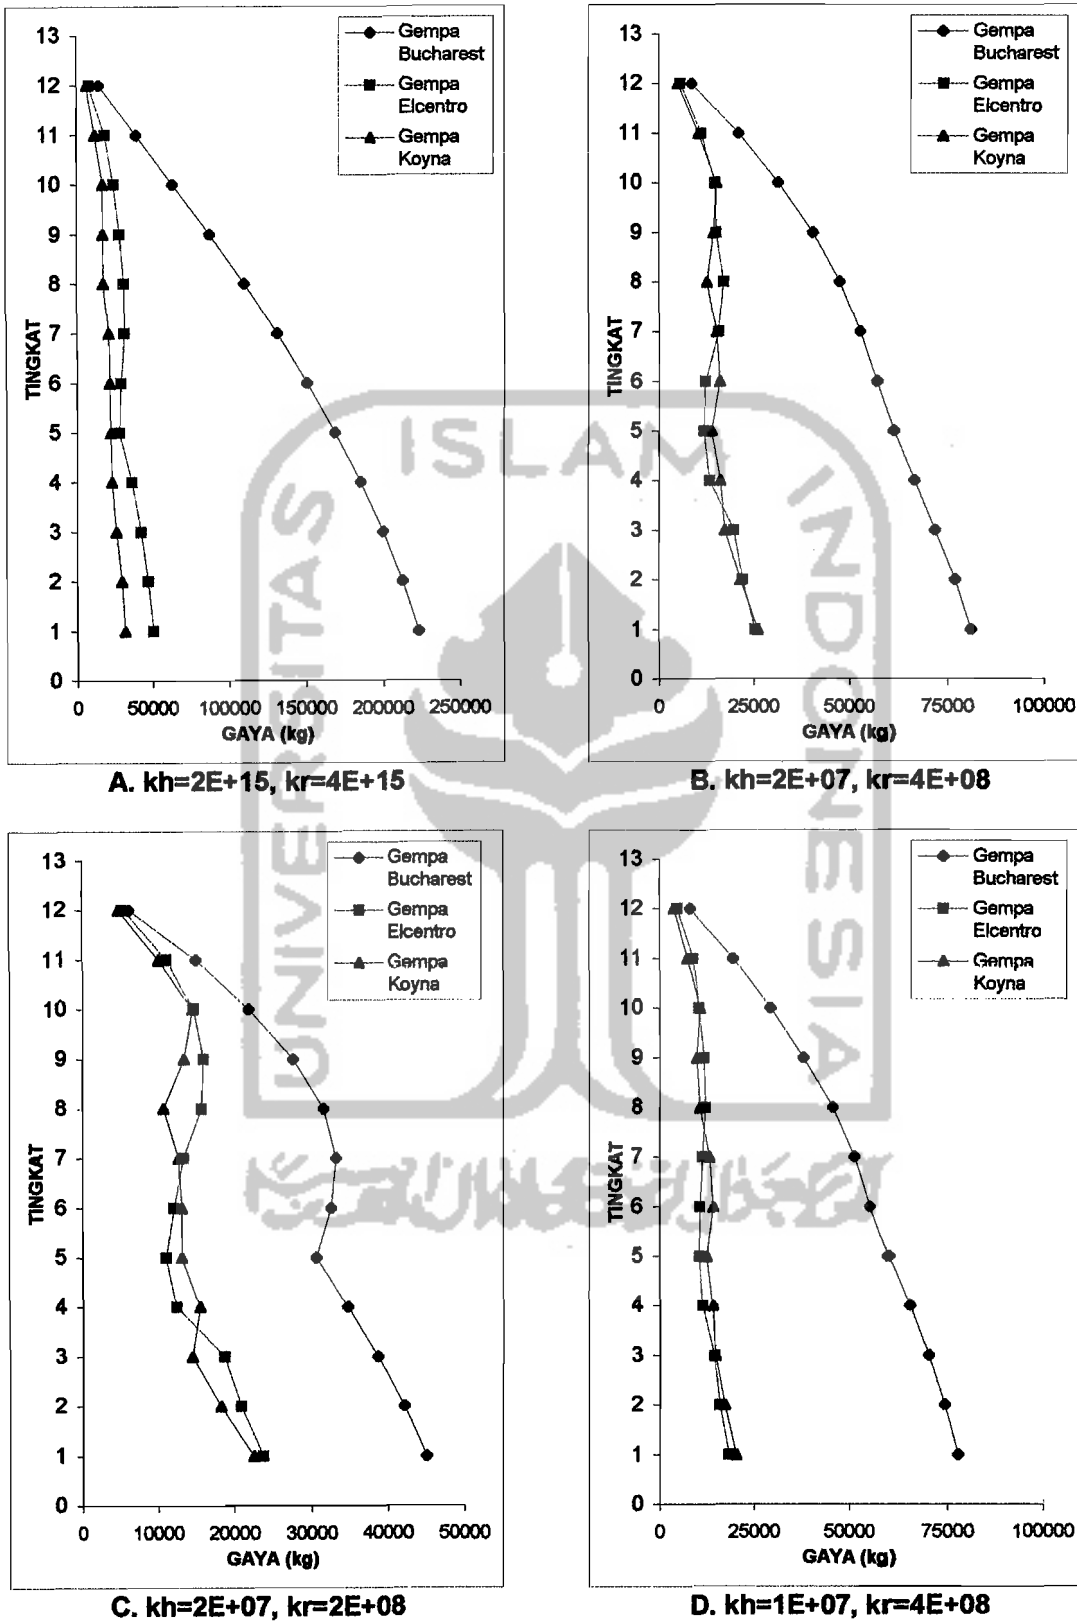 13
12
11
10
9
8
7
6
5
4
3
2
1
0
TINGKAT
0 50000 100000 150000 200000 250000
GAYA (kg)
Gempa
Bucharest
Gempa
Elcentro
Gempa
Koyna
A. kh=2E+15, kr=4E+15
13
12
11
10
9
8
7
6
5
4
3
2
1
0
TINGKAT
0 25000 50000 75000 100000
GAYA (kg)
Gempa
Bucharest
Gempa
Elcentro
Gempa
Koyna
B. kh=2E+07, kr=4E+08
13
12
11
10
9
8
7
6
5
4
3
2
1
0
TINGKAT
0 10000 20000 30000 40000 50000
GAYA (kg)
Gempa
Bucharest
Gempa
Elcentro
Gempa
Koyna
C. kh=2E+07, kr=2E+08
13
12
11
10
9
8
7
6
5
4
3
2
1
0
TINGKAT
0 25000 50000 75000 100000
GAYA (kg)
Gempa
Bucharest
Gempa
Elcentro
Gempa
Koyna
D. kh=1E+07, kr=4E+08
UNIVERSITAS
ISLAM
INDONESIA